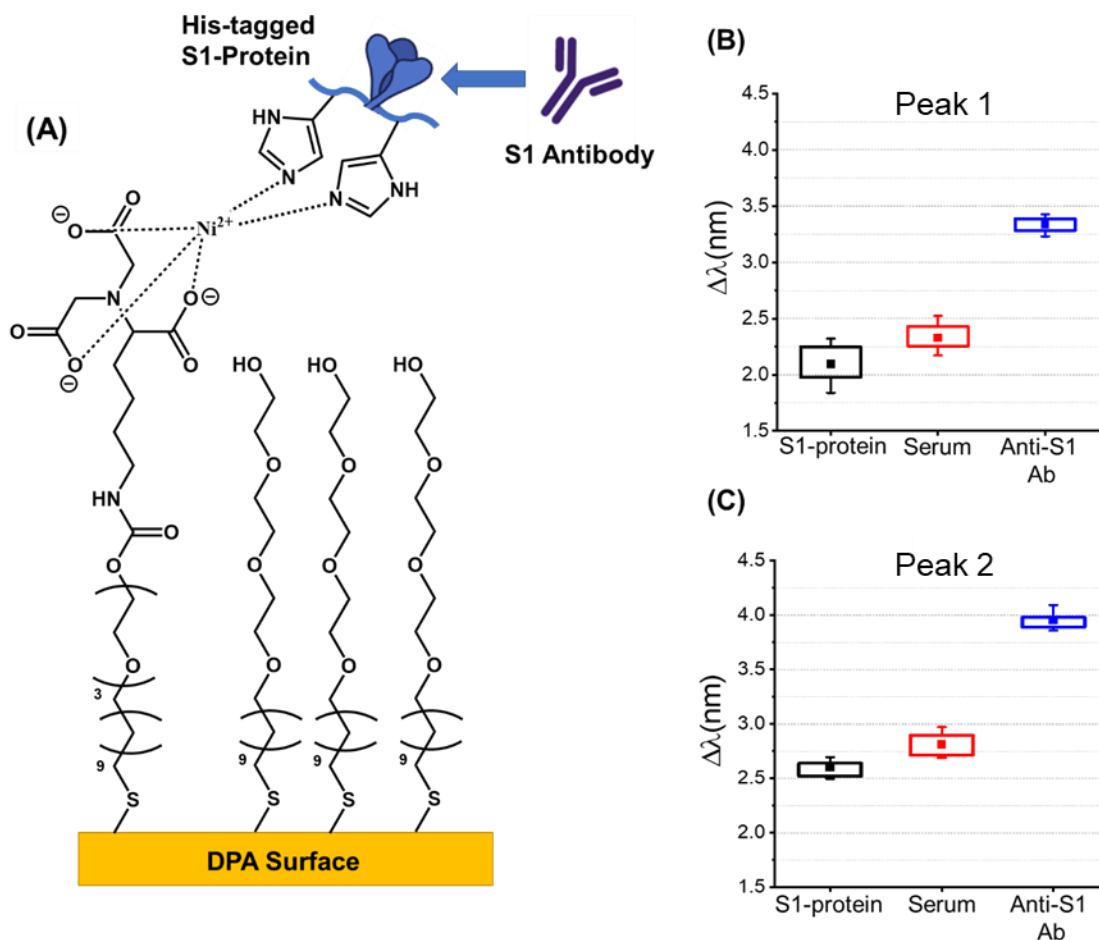 His-tagged
S1-Protein
(A)
S1 Antibody
HN
N
N
NH
O
O
⊖
Ni²⁺
N
O
⊖
O
O
O
⊖
HN
O
O
O
3
9
S
HO
HO
HO
O
O
O
O
O
O
O
O
O
9
9
9
S
S
S
DPA Surface
(B)
Peak 1
4.5
4.0
3.5
3.0
2.5
2.0
1.5
Δλ(nm)
S1-protein
Serum
Anti-S1
Ab
(C)
Peak 2
4.5
4.0
3.5
3.0
2.5
2.0
1.5
Δλ(nm)
S1-protein
Serum
Anti-S1
Ab